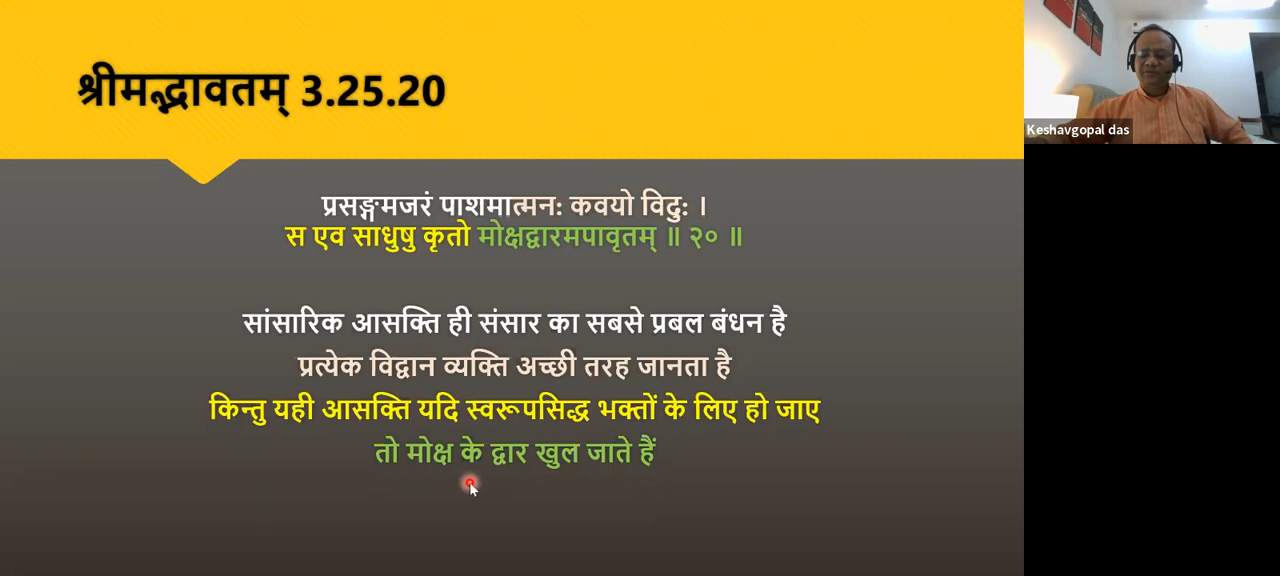 श्रीमद्भावतम् 3.25.20
प्रसङ्गमजरं पाशमात्मनः कवयो विदुः ।
स एव साधुषु कृतो मोक्षद्वारमपावृतम् ॥ २० ॥
सांसारिक आसक्ति ही संसार का सबसे प्रबल बंधन है
प्रत्येक विद्वान व्यक्ति अच्छी तरह जानता है
किन्तु यही आसक्ति यदि स्वरूपसिद्ध भक्तों के लिए हो जाए
तो मोक्ष के द्वार खुल जाते हैं
Keshavgopal das